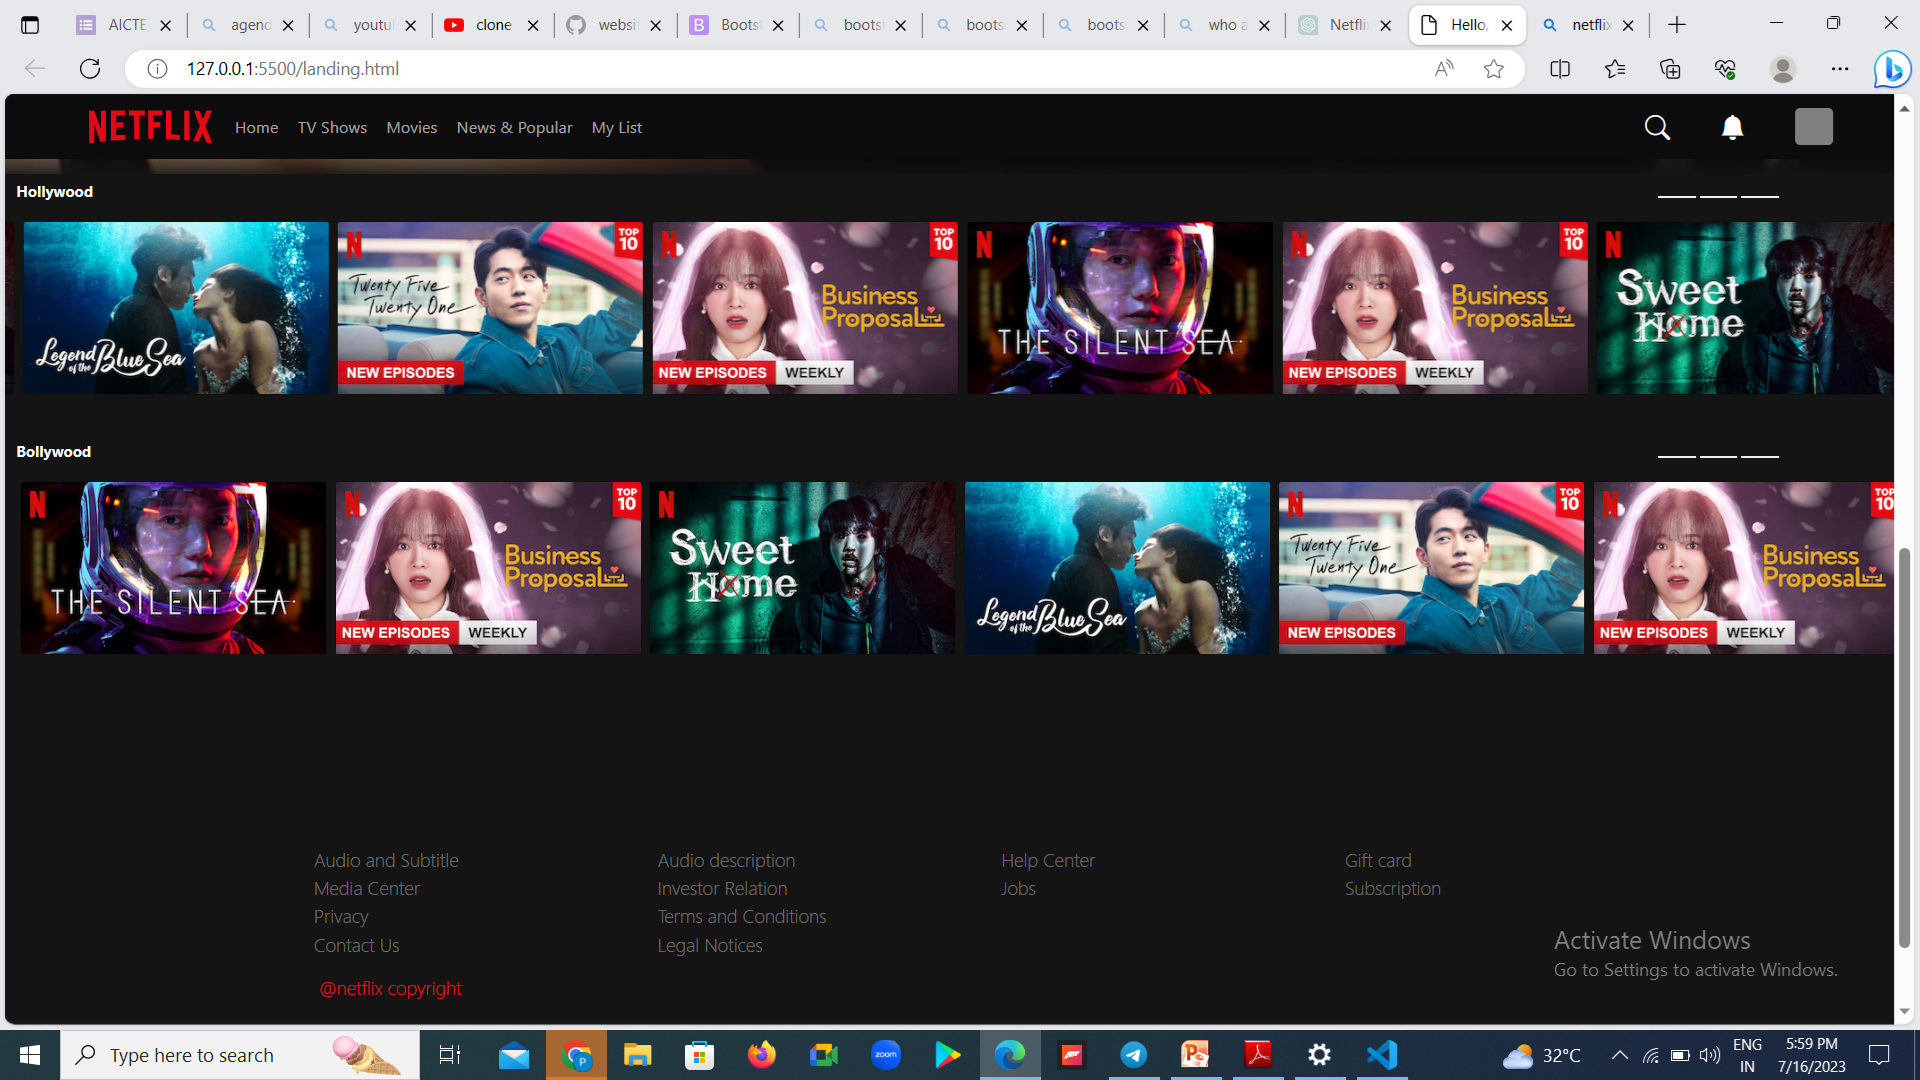 AICTE
agend
youtu
clone
websit
Boots
boots
boots
boots
who a
Netfli
Hello,
netflix
127.0.0.1:5500/landing.html
NETFLIX Home TV Shows Movies News & Popular My List
Hollywood
Legend of the Blue Sea
N Twenty Five Twenty One TOP 10 NEW EPISODES
N Business Proposal TOP 10 NEW EPISODES WEEKLY
N THE SILENT SEA
N Business Proposal TOP 10 NEW EPISODES WEEKLY
N Sweet Home
Bollywood
N THE SILENT SEA
N Business Proposal TOP 10 NEW EPISODES WEEKLY
N Sweet Home
Legend of the Blue Sea
N Twenty Five Twenty One TOP 10 NEW EPISODES
N Business Proposal TOP 10 NEW EPISODES WEEKLY
Audio and Subtitle Audio description Help Center Gift card
Media Center Investor Relation Jobs Subscription
Privacy Terms and Conditions
Contact Us Legal Notices
Activate Windows
Go to Settings to activate Windows.
@netflix copyright
Type here to search
zoom
32°C
ENG
IN
5:59 PM
7/16/2023